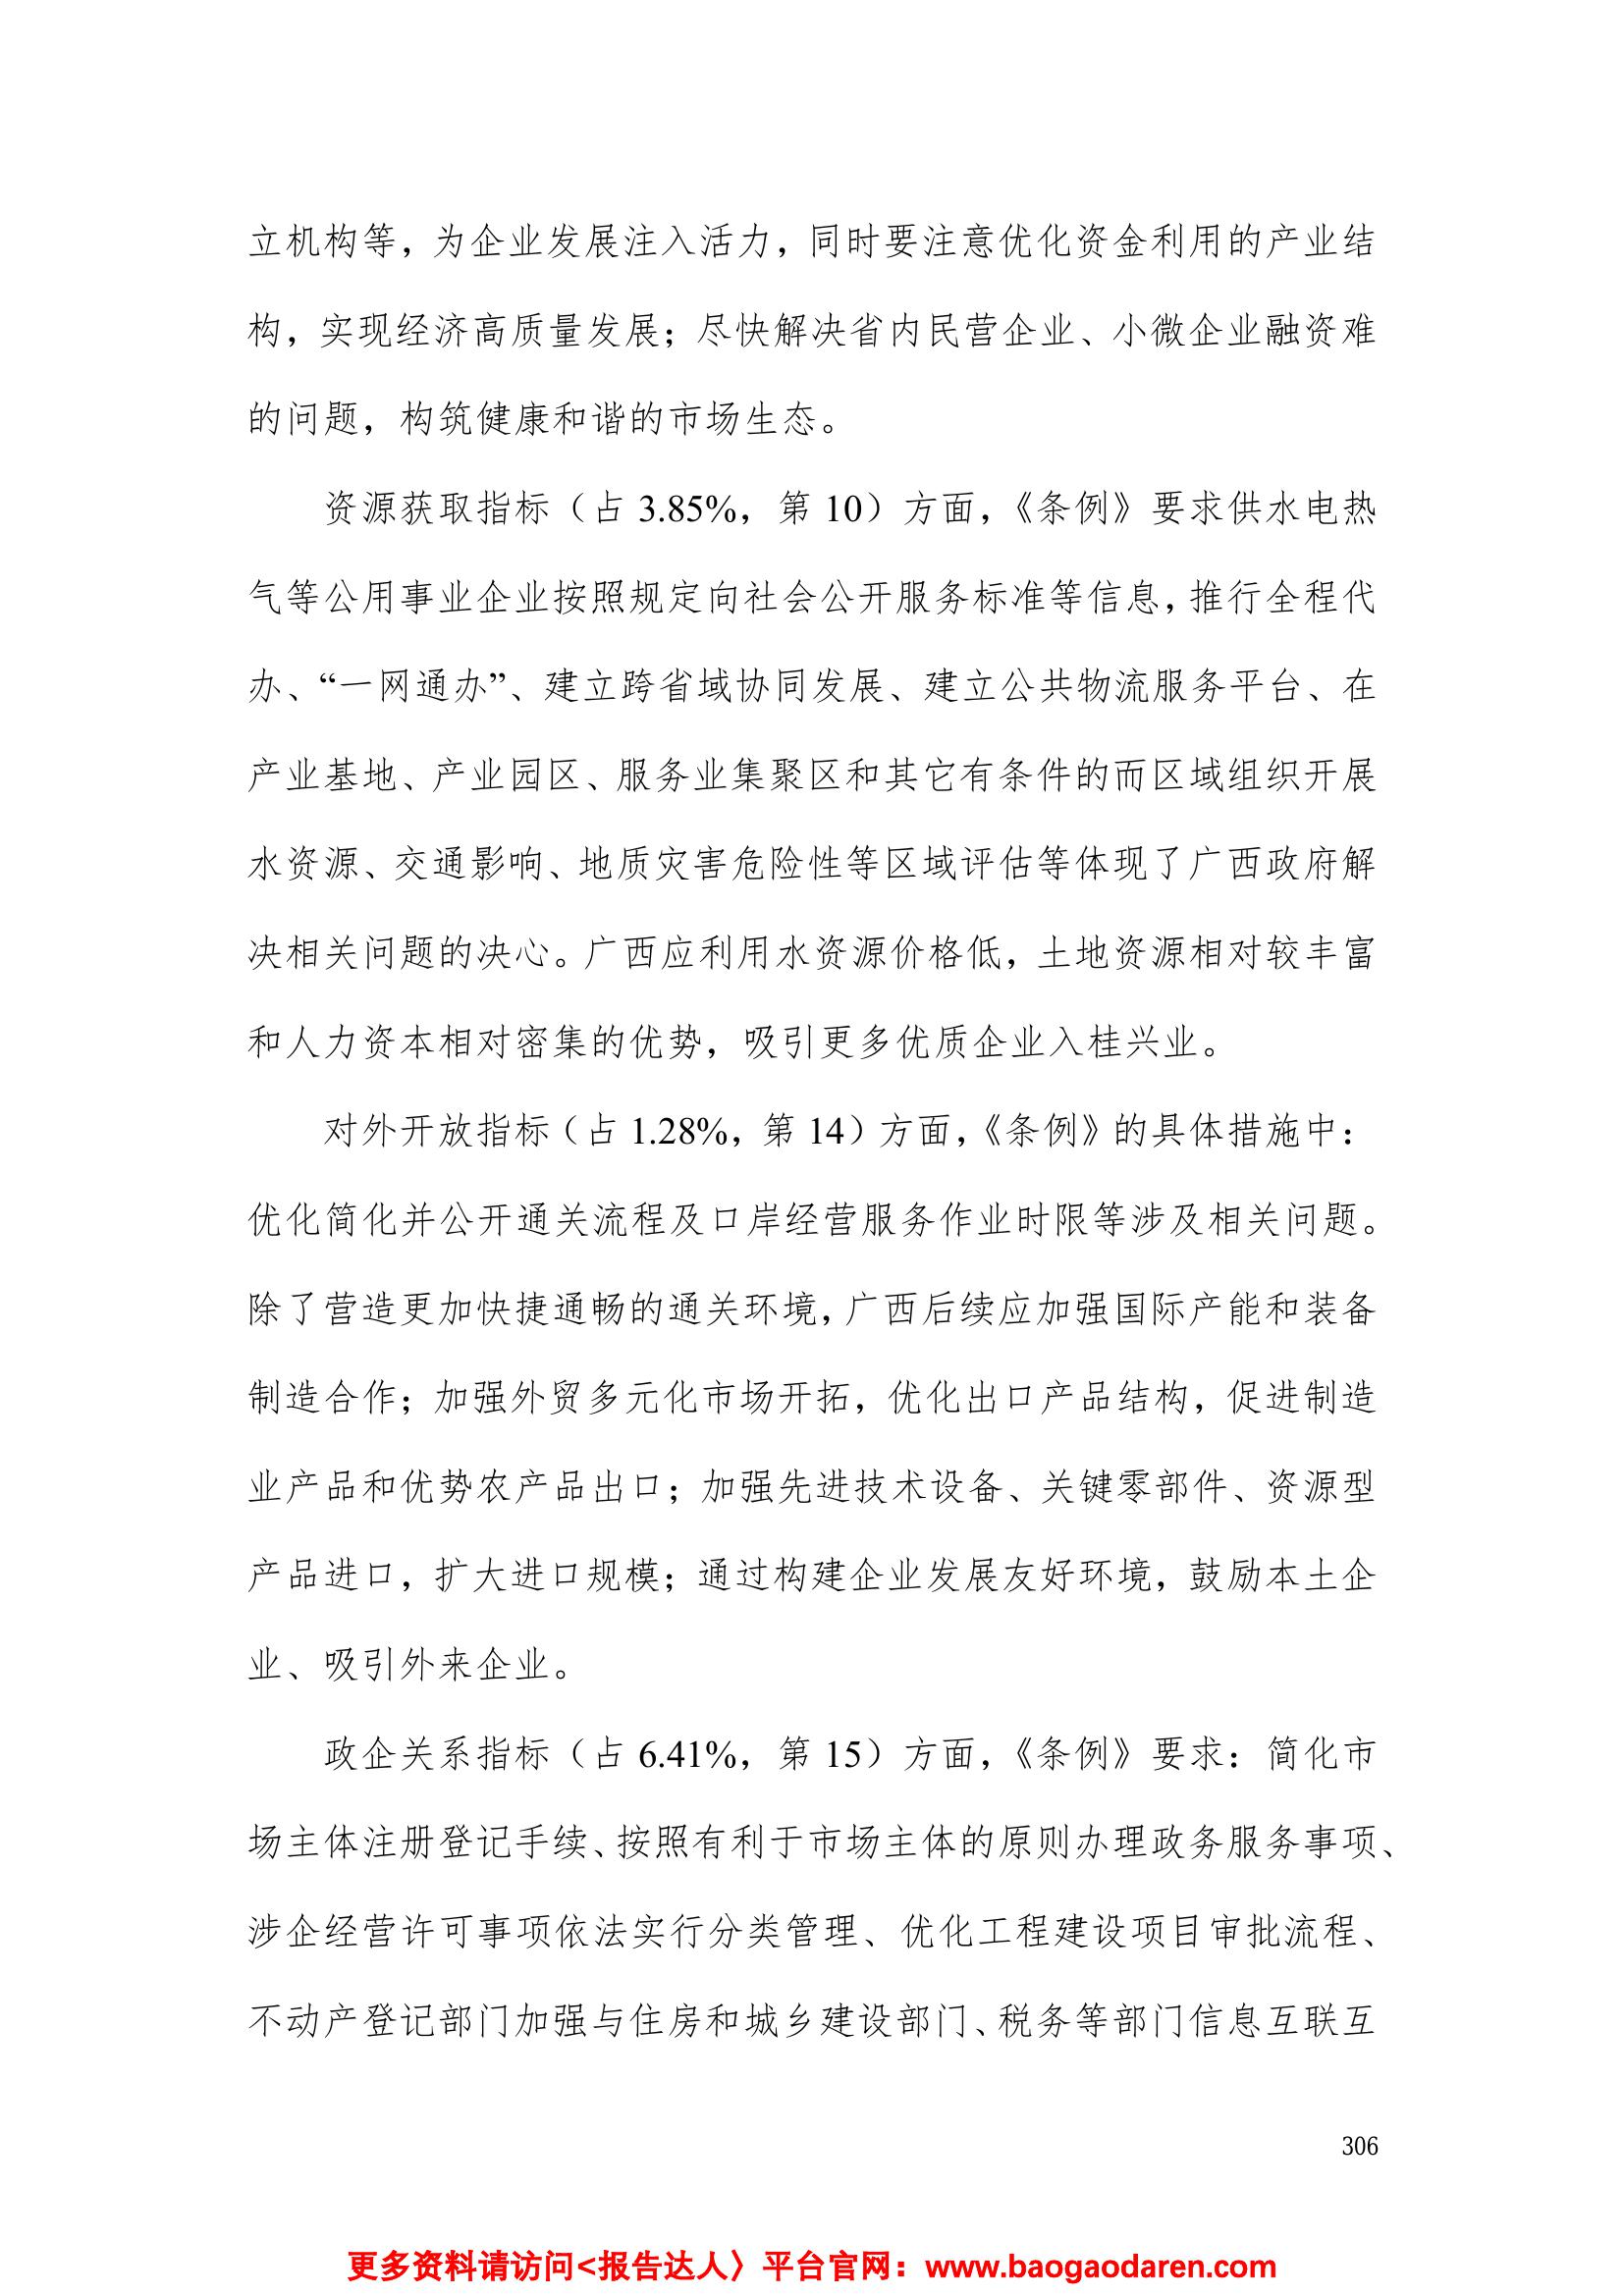 立机构等，为企业发展注入活力，同时要注意优化资金利用的产业结
构，实现经济高质量发展；尽快解决省内民营企业、小微企业融资难
的问题，构筑健康和谐的市场生态。
资源获取指标（占 3.85%，第 10）方面，《条例》要求供水电热
气等公用事业企业按照规定向社会公开服务标准等信息，推行全程代
办、“一网通办”、建立跨省域协同发展、建立公共物流服务平台、在
产业基地、产业园区、服务业集聚区和其它有条件的而区域组织开展
水资源、交通影响、地质灾害危险性等区域评估等体现了广西政府解
决相关问题的决心。广西应利用水资源价格低，土地资源相对较丰富
和人力资本相对密集的优势，吸引更多优质企业入桂兴业。
对外开放指标（占 1.28%，第 14）方面，《条例》的具体措施中：
优化简化并公开通关流程及口岸经营服务作业时限等涉及相关问题。
除了营造更加快捷通畅的通关环境，广西后续应加强国际产能和装备
制造合作；加强外贸多元化市场开拓，优化出口产品结构，促进制造
业产品和优势农产品出口；加强先进技术设备、关键零部件、资源型
产品进口，扩大进口规模；通过构建企业发展友好环境，鼓励本土企
业、吸引外来企业。
政企关系指标（占 6.41%，第 15）方面，《条例》要求：简化市
场主体注册登记手续、按照有利于市场主体的原则办理政务服务事项、
涉企经营许可事项依法实行分类管理、优化工程建设项目审批流程、
不动产登记部门加强与住房和城乡建设部门、税务等部门信息互联互
306
更多资料请访问<报告达人〉平台官网：www.baogaodaren.com